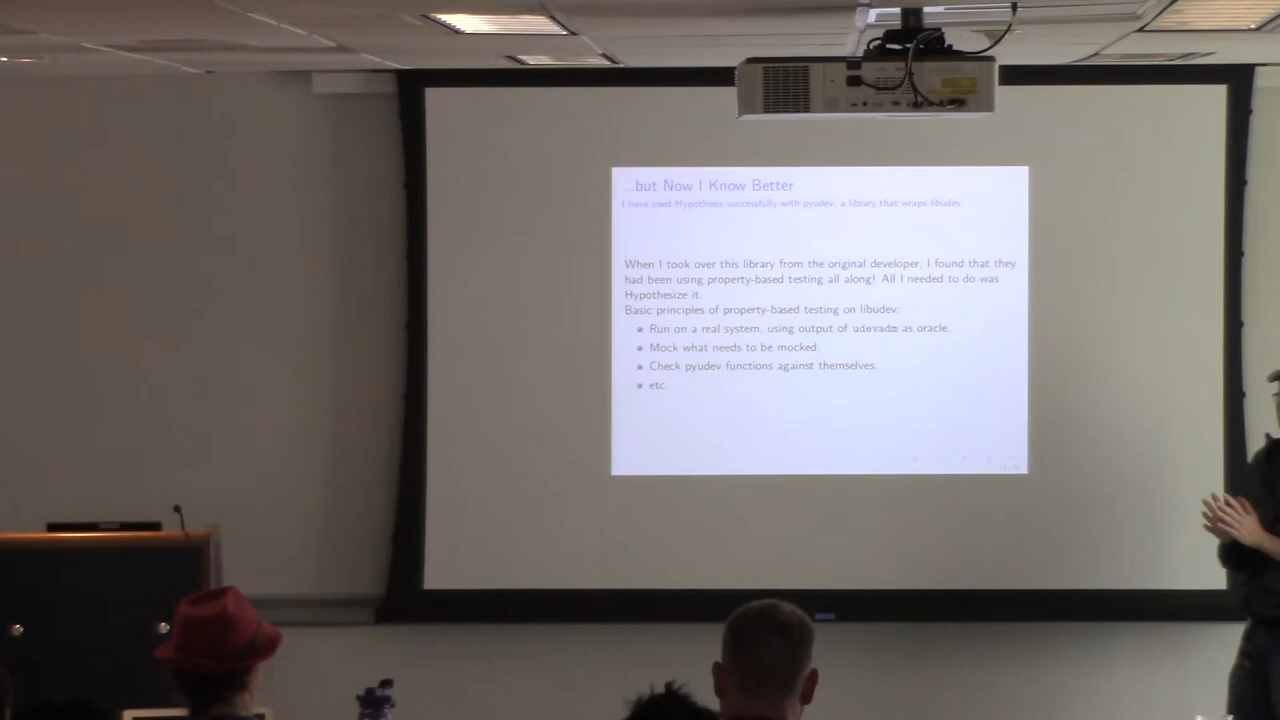 ...but Now I Know Better
I have used Hypothesis successfully with pyudev, a library that wraps libudev.
When I took over this library from the original developer, I found that they
had been using property-based testing all along! All I needed to do was
Hypothesize it.
Basic principles of property-based testing on libudev:
Run on a real system, using output of udevadm as oracle.
Mock what needs to be mocked.
Check pyudev functions against themselves.
etc.